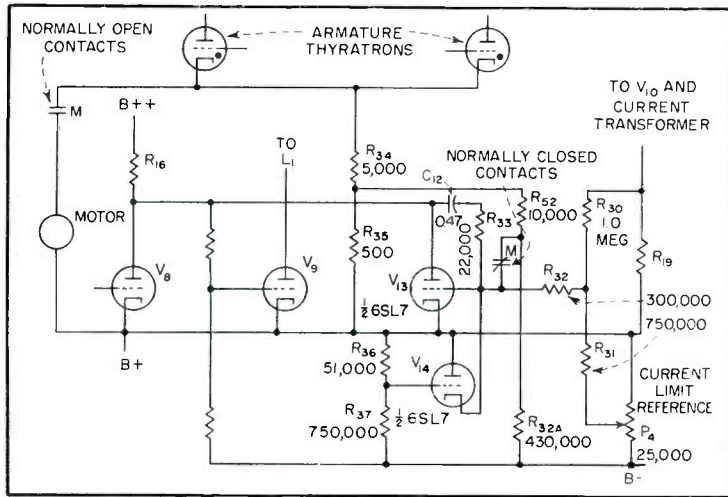 NORMALLY OPEN
CONTACTS
ARMATURE
THYRATRONS
M
B++
R16
MOTOR
V8
B+
TO
L1
V9
R34
5,000
R35
500
C12
.047
NORMALLY CLOSED
CONTACTS
R33
22,000
R52
10,000
M
V13
½6SL7
R36
51,000
V14
R37
750,000
½ 6SL7
R32A
430,000
TO V10 AND
CURRENT
TRANSFORMER
R30
1.0
MEG
R19
R32
300,000
750,000
R31
CURRENT
LIMIT
REFERENCE
P4
25,000
B-